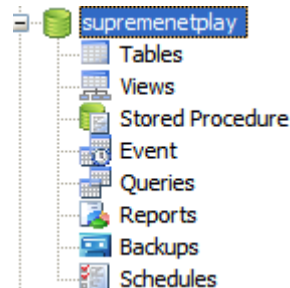 supremenetplay
Tables
Views
Stored Procedure
Event
Queries
Reports
Backups
Schedules